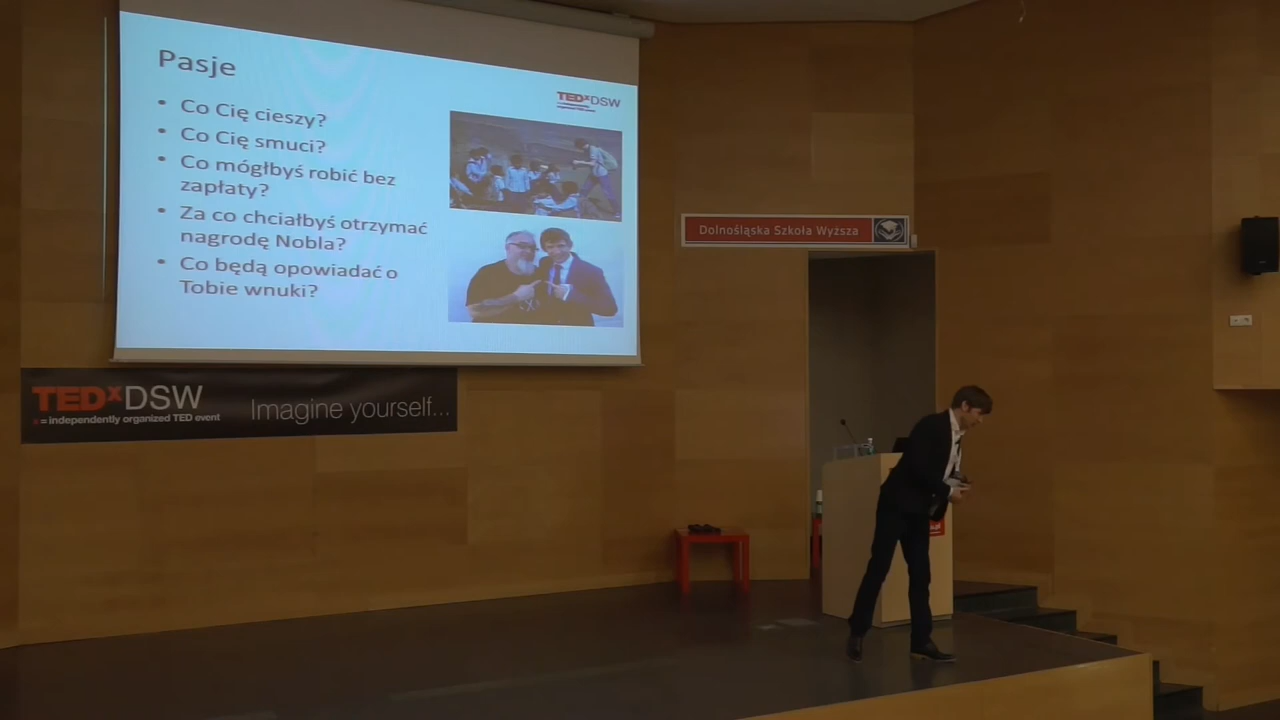 Pasje
TEDxDSW
• Co Cię cieszy?
• Co Cię smuci?
• Co mógłbyś robić bez
zapłaty?
• Za co chciałbyś otrzymać
nagrodę Nobla?
• Co będą opowiadać o
Tobie wnuki?
Dolnośląska Szkoła Wyższa
TEDxDSW
x = independently organized TED event
Imagine yourself...